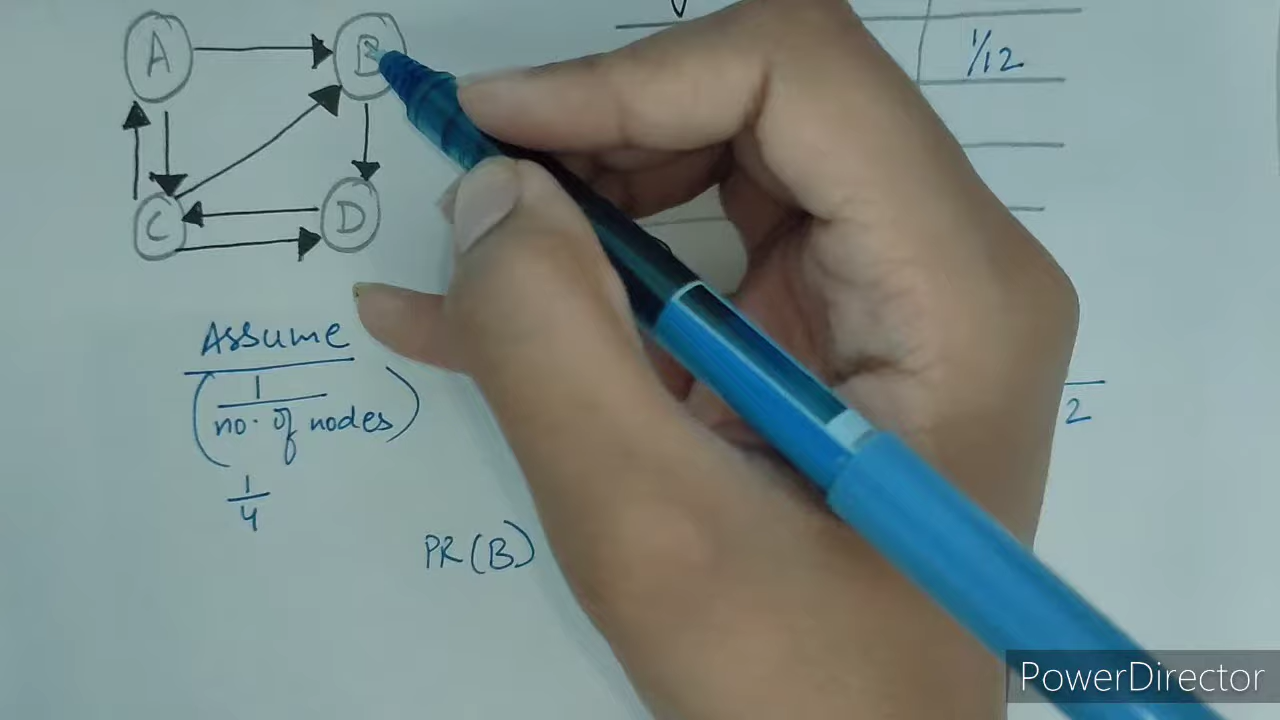 A
B
1/12
C
D
Assume
1
no. of nodes
1
4
2
PR(B)
PowerDirector